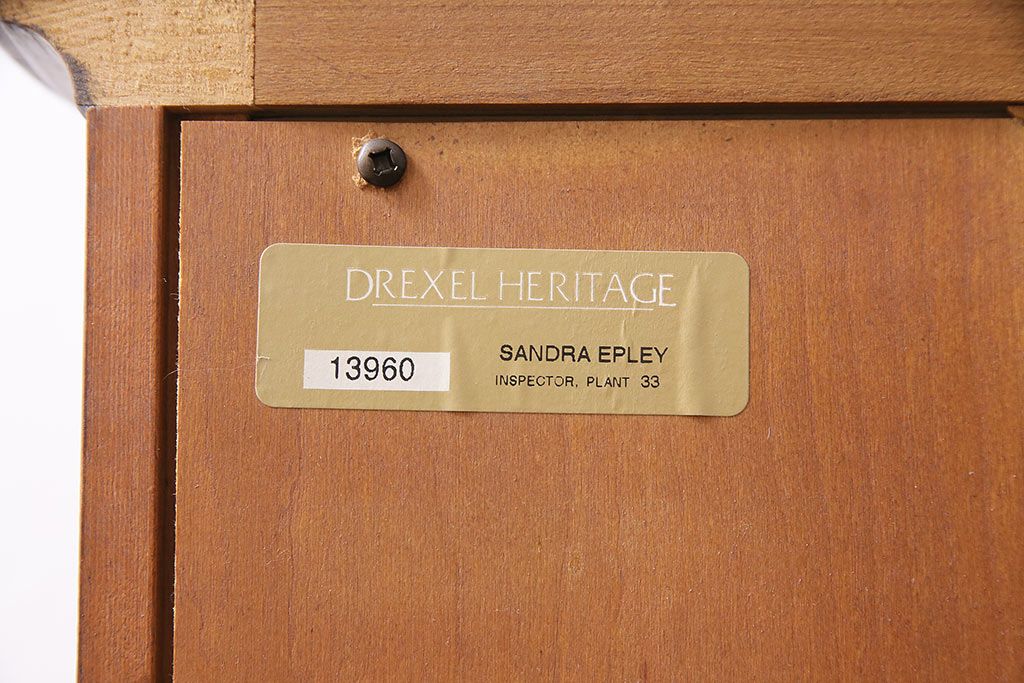 DREXEL HERITAGE
13960
SANDRA EPLEY
INSPECTOR, PLANT 33